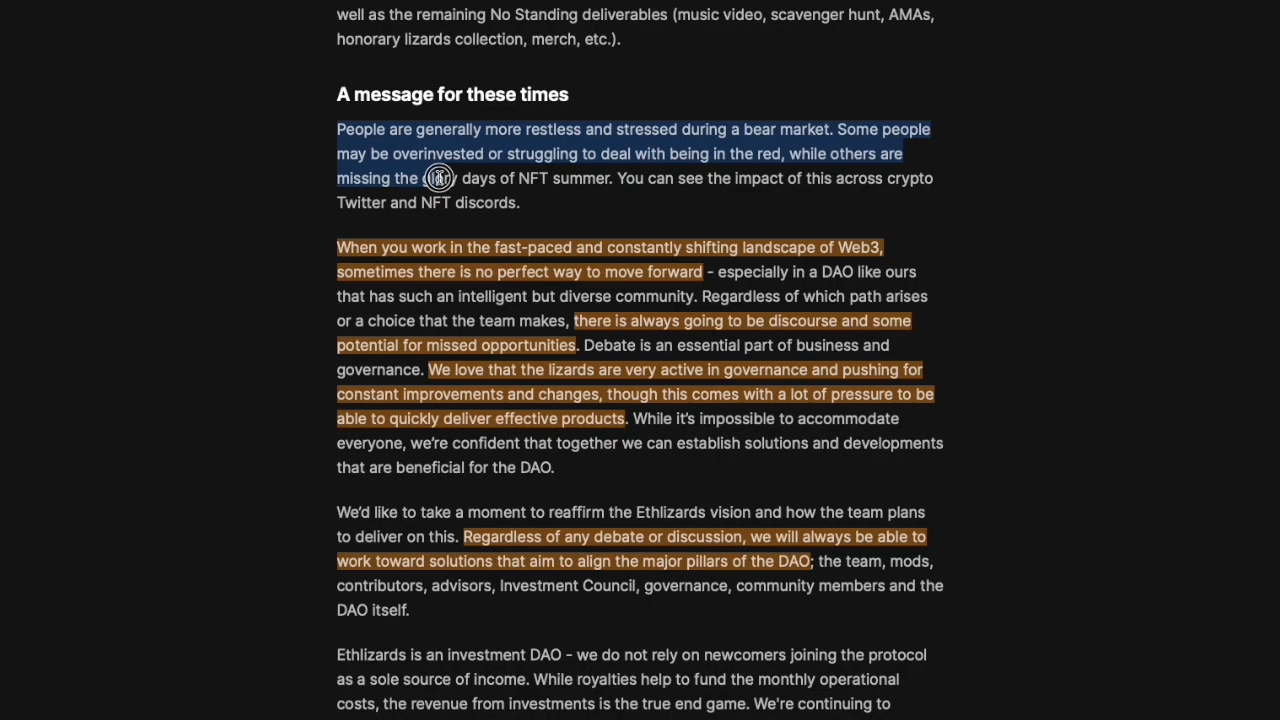 well as the remaining No Standing deliverables (music video, scavenger hunt, AMAs,
honorary lizards collection, merch, etc.).
A message for these times
People are generally more restless and stressed during a bear market. Some people
may be overinvested or struggling to deal with being in the red, while others are
missing the glory days of NFT summer. You can see the impact of this across crypto
Twitter and NFT discords.
When you work in the fast-paced and constantly shifting landscape of Web3,
sometimes there is no perfect way to move forward - especially in a DAO like ours
that has such an intelligent but diverse community. Regardless of which path arises
or a choice that the team makes, there is always going to be discourse and some
potential for missed opportunities. Debate is an essential part of business and
governance. We love that the lizards are very active in governance and pushing for
constant improvements and changes, though this comes with a lot of pressure to be
able to quickly deliver effective products. While it’s impossible to accommodate
everyone, we’re confident that together we can establish solutions and developments
that are beneficial for the DAO.
We’d like to take a moment to reaffirm the Ethlizards vision and how the team plans
to deliver on this. Regardless of any debate or discussion, we will always be able to
work toward solutions that aim to align the major pillars of the DAO; the team, mods,
contributors, advisors, Investment Council, governance, community members and the
DAO itself.
Ethlizards is an investment DAO - we do not rely on newcomers joining the protocol
as a sole source of income. While royalties help to fund the monthly operational
costs, the revenue from investments is the true end game. We're continuing to